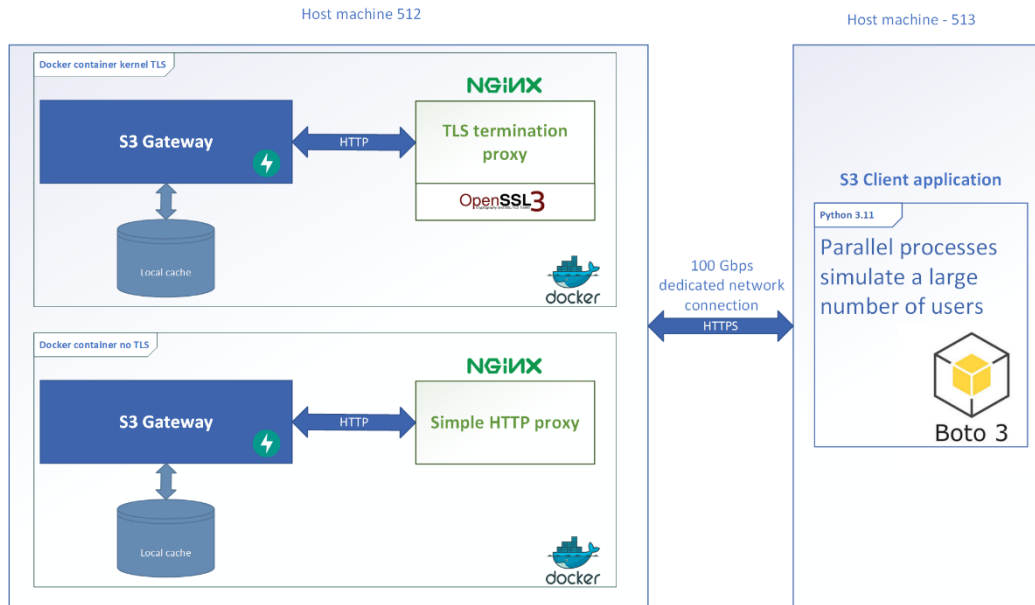 Host machine 512
Host machine - 513
Docker container kernel TLS
NGINX
S3 Gateway
HTTP
TLS termination
proxy
OpenSSL 3
Local cache
docker
Docker container no TLS
NGINX
S3 Gateway
HTTP
Simple HTTP proxy
Local cache
docker
100 Gbps
dedicated network
connection
HTTPS
S3 Client application
Python 3.11
Parallel processes
simulate a large
number of users
Boto 3